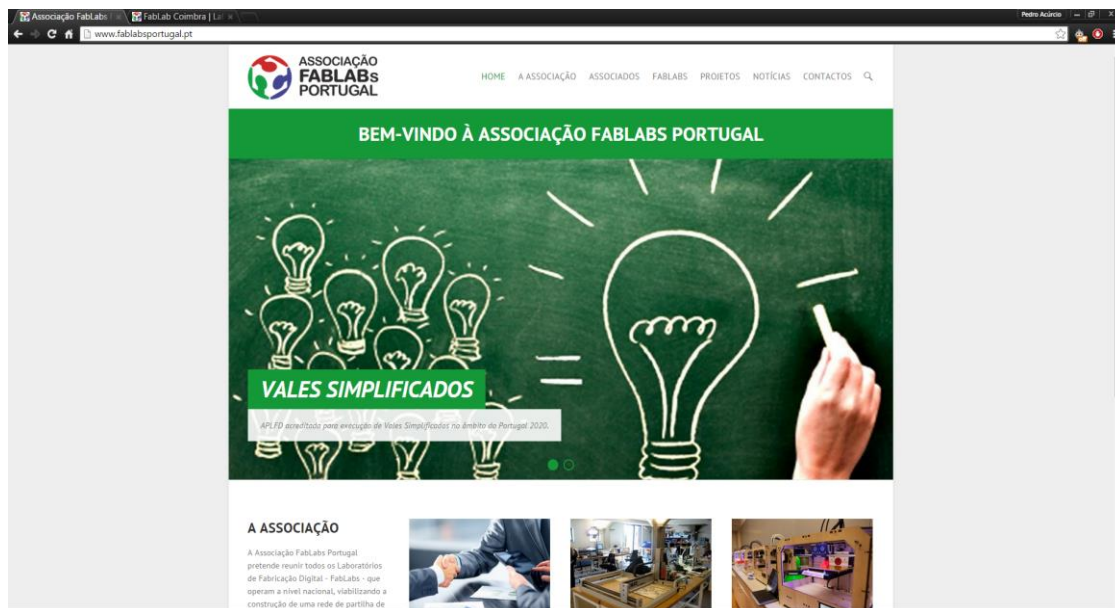 Associação FabLabs
FabLab Coimbra | La
Pedro Acúrcio
www.fablabsportugal.pt
ASSOCIAÇÃO
FABLABs
PORTUGAL
HOME A ASSOCIAÇÃO ASSOCIADOS FABLABS PROJETOS NOTÍCIAS CONTACTOS
BEM-VINDO À ASSOCIAÇÃO FABLABS PORTUGAL
VALES SIMPLIFICADOS
APLFD acreditada para execução de Vales Simplificados no âmbito do Portugal 2020.
A ASSOCIAÇÃO
A Associação FabLabs Portugal
pretende reunir todos os Laboratórios
de Fabricação Digital - FabLabs - que
operam a nível nacional, viabilizando a
construção de uma rede de partilha de